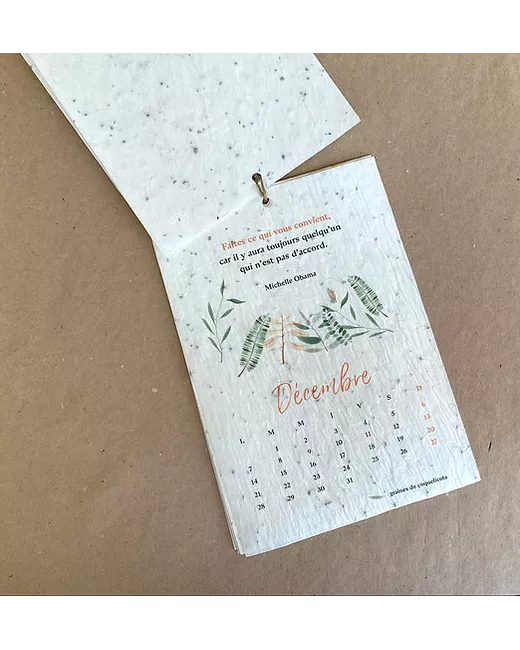 Faites ce qui vous convient,
car il y aura toujours quelqu'un
qui n'est pas d'accord.
Michelle Obama
Décembre
L M M J V S D
1 2 3 4 5 6
7 8 9 10 11 12 13
14 15 16 17 18 19 20
21 22 23 24 25 26 27
28 29 30 31
graines de coquelicots